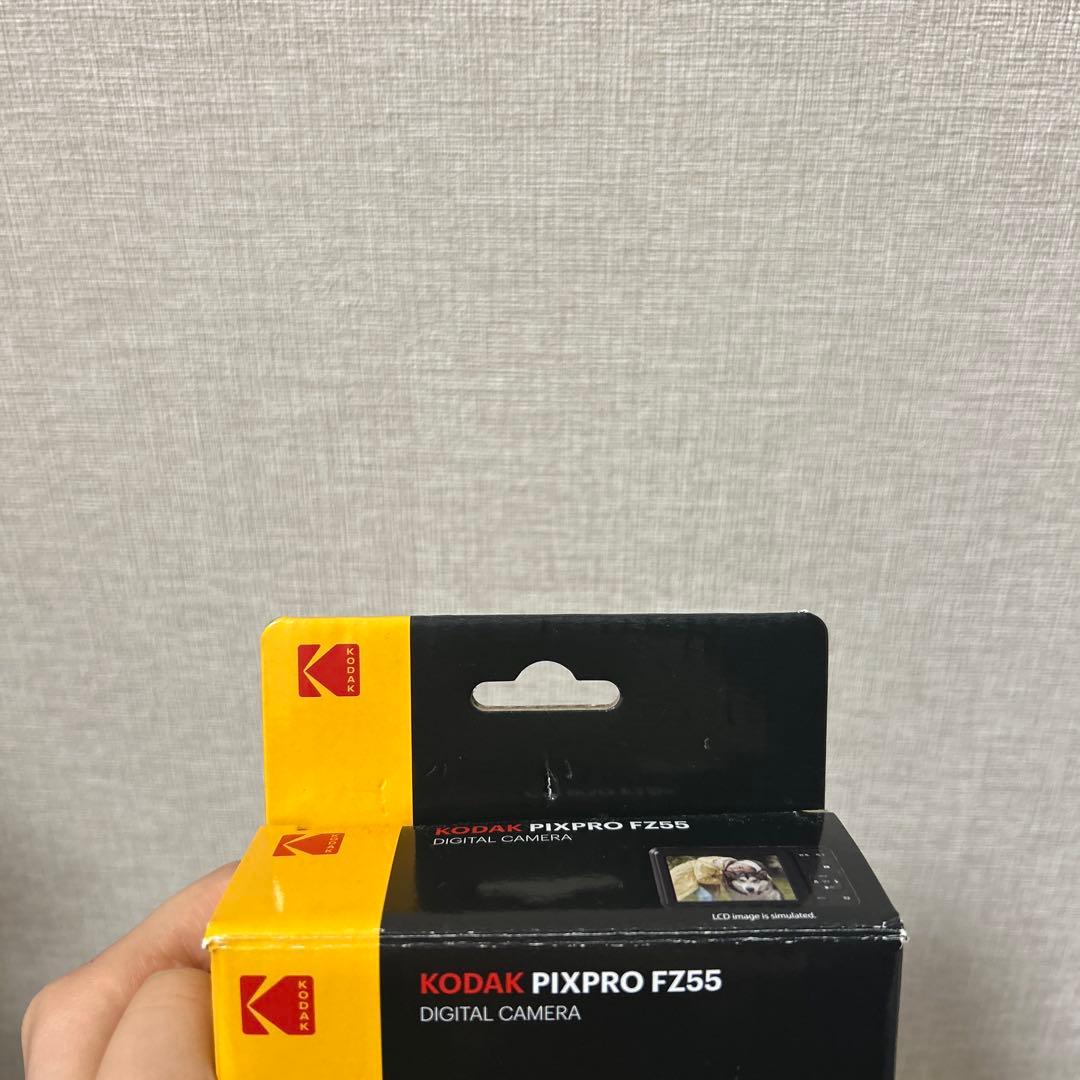 KODAK
KODAK PIXPRO FZ55
DIGITAL CAMERA
KODAK
LCD image is simulated.
KODAK PIXPRO FZ55
DIGITAL CAMERA
KODAK